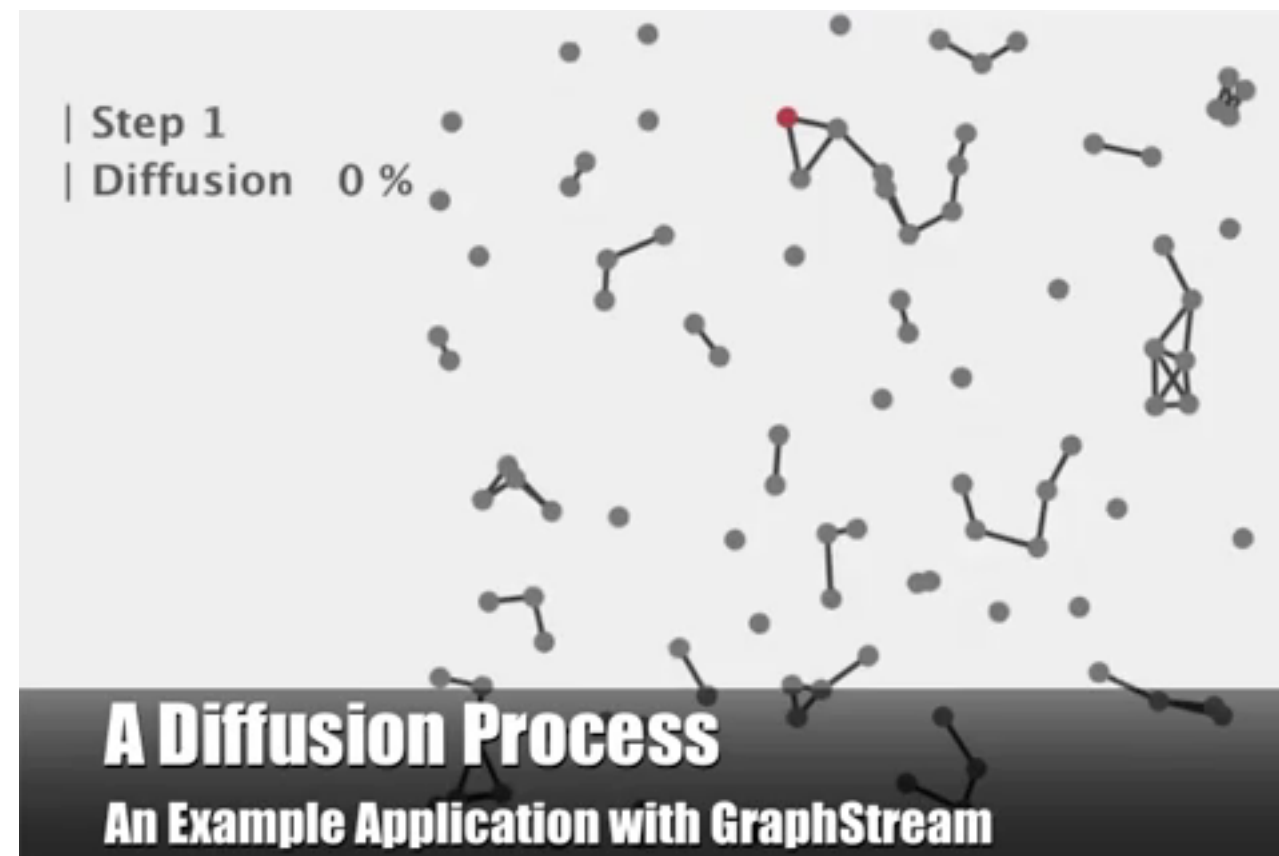 | Step 1
| Diffusion 0 %
A Diffusion Process
An Example Application with GraphStream